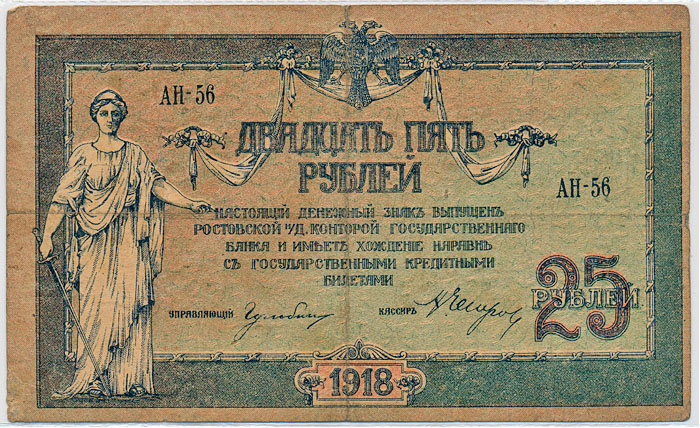 АН-56
ДВАДЦАТЬ ПЯТЬ
РУБЛЕЙ
АН-56
НАСТОЯЩІЙ ДЕНЕЖНЫЙ ЗНАКЪ ВЫПУЩЕНЪ
РОСТОВСКОЙ н/Д. КОНТОРОЙ ГОСУДАРСТВЕННАГО
БАНКА И ИМѢЕТЪ ХОЖДЕНІЕ НАРАВНѢ
СЪ ГОСУДАРСТВЕННЫМИ КРЕДИТНЫМИ
БИЛЕТАМИ
25
РУБЛЕЙ
УПРАВЛЯЮЩІЙ
КАССИРЪ
1918